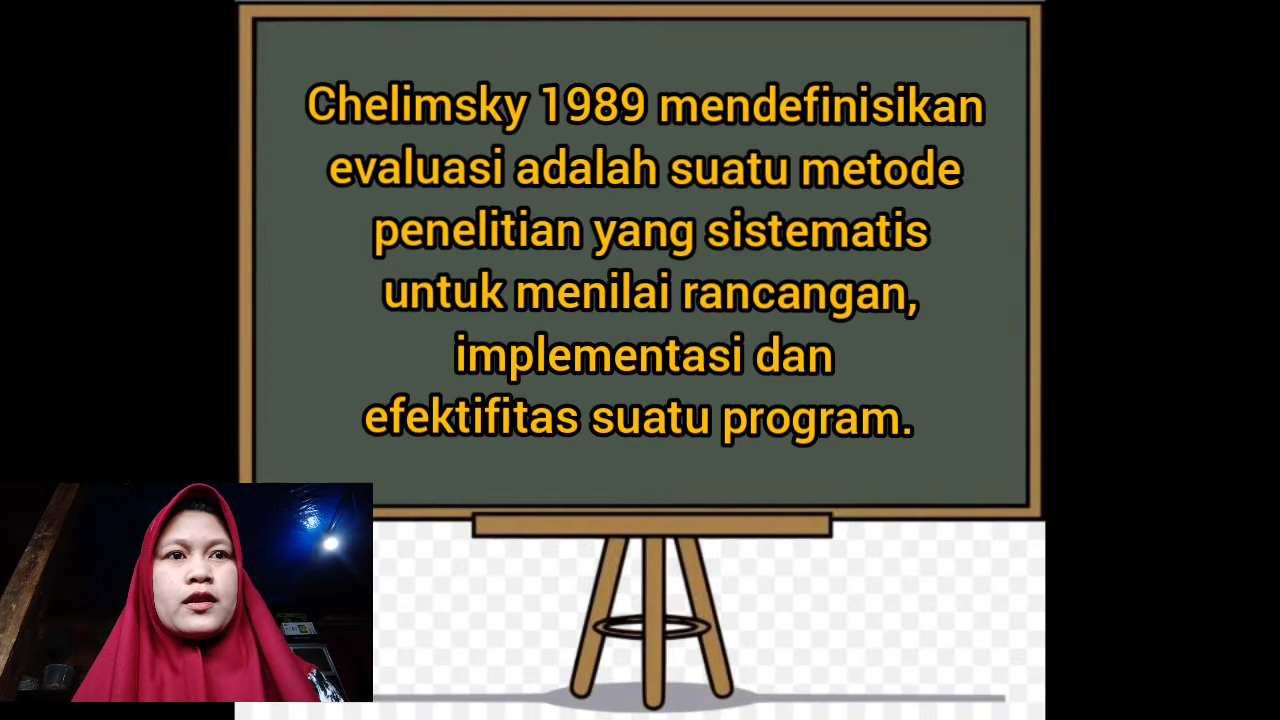 Chelimsky 1989 mendefinisikan
evaluasi adalah suatu metode
penelitian yang sistematis
untuk menilai rancangan,
implementasi dan
efektifitas suatu program.